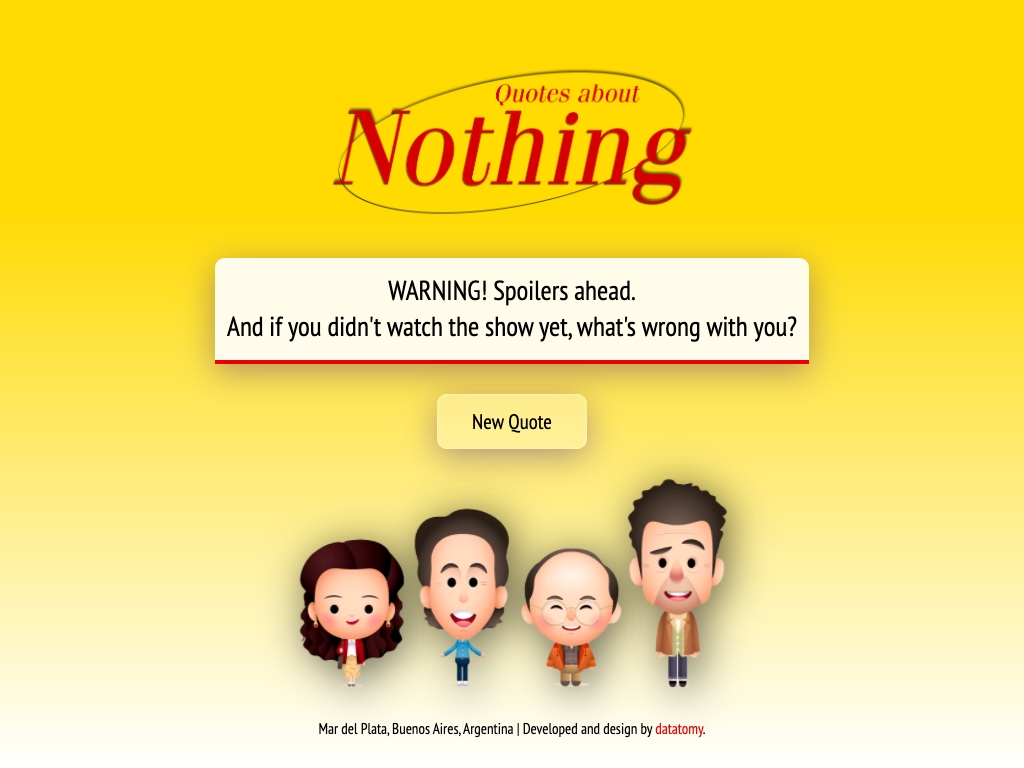 Quotes about
Nothing
WARNING! Spoilers ahead.
And if you didn't watch the show yet, what's wrong with you?
New Quote
Mar del Plata, Buenos Aires, Argentina | Developed and design by datatomy.